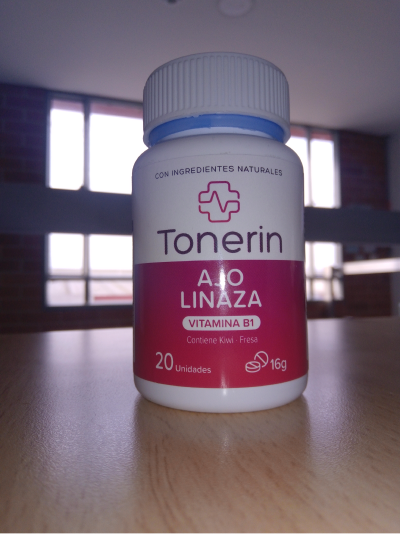 CON INGREDIENTES NATURALES
Tonerin
AJO
LINAZA
VITAMINA B1
Contiene Kiwi - Fresa
20 Unidades
16g